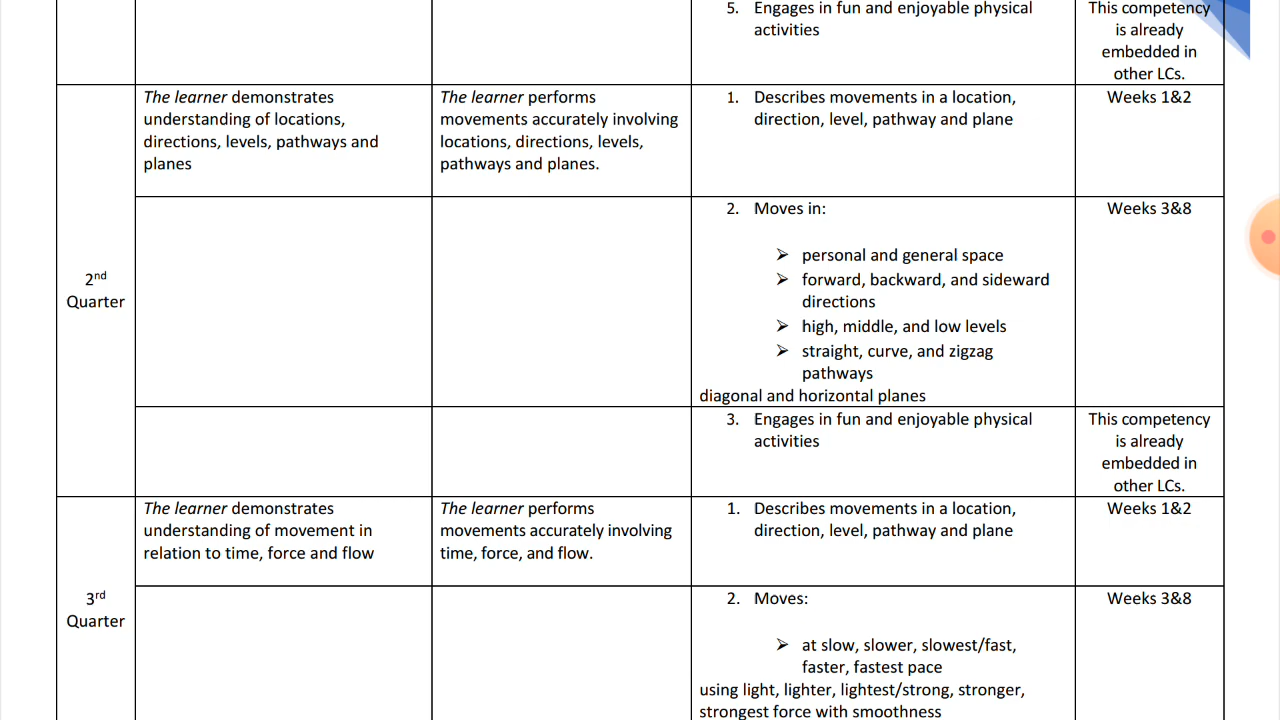 5. Engages in fun and enjoyable physical
activities
This competency
is already
embedded in
other LCs.
2nd
Quarter
The learner demonstrates
understanding of locations,
directions, levels, pathways and
planes
The learner performs
movements accurately involving
locations, directions, levels,
pathways and planes.
1. Describes movements in a location,
direction, level, pathway and plane
Weeks 1&2
2. Moves in:
➢ personal and general space
➢ forward, backward, and sideward
directions
➢ high, middle, and low levels
➢ straight, curve, and zigzag
pathways
diagonal and horizontal planes
Weeks 3&8
3. Engages in fun and enjoyable physical
activities
This competency
is already
embedded in
other LCs.
3rd
Quarter
The learner demonstrates
understanding of movement in
relation to time, force and flow
The learner performs
movements accurately involving
time, force, and flow.
1. Describes movements in a location,
direction, level, pathway and plane
Weeks 1&2
2. Moves:
➢ at slow, slower, slowest/fast,
faster, fastest pace
using light, lighter, lightest/strong, stronger,
strongest force with smoothness
Weeks 3&8